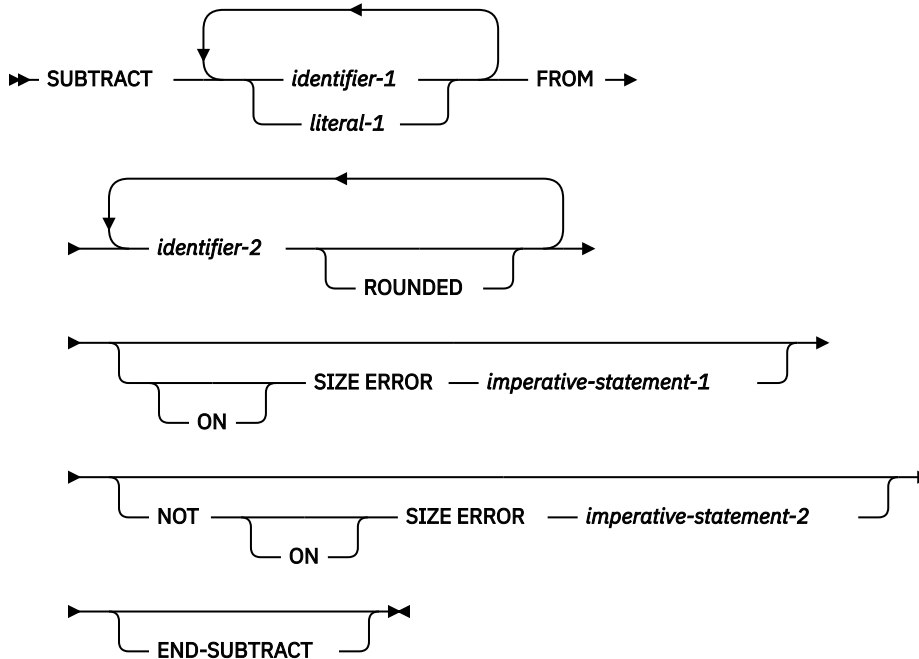 SUBTRACT identifier-1 FROM
literal-1
identifier-2
ROUNDED
SIZE ERROR imperative-statement-1
ON
NOT SIZE ERROR imperative-statement-2
ON
END-SUBTRACT